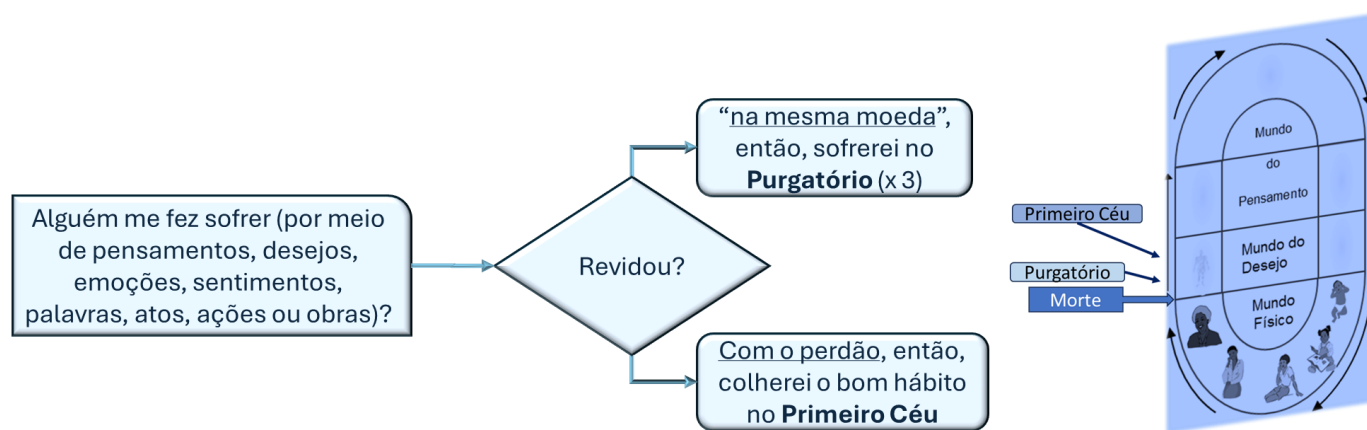 Alguém me fez sofrer (por meio
de pensamentos, desejos,
emoções, sentimentos,
palavras, atos, ações ou obras)?
Revidou?
“na mesma moeda”,
então, sofrerei no
Purgatório (x 3)
Com o perdão, então,
colherei o bom hábito
no Primeiro Céu
Primeiro Céu
Purgatório
Morte
Mundo
do
Pensamento
Mundo do
Desejo
Mundo
Físico